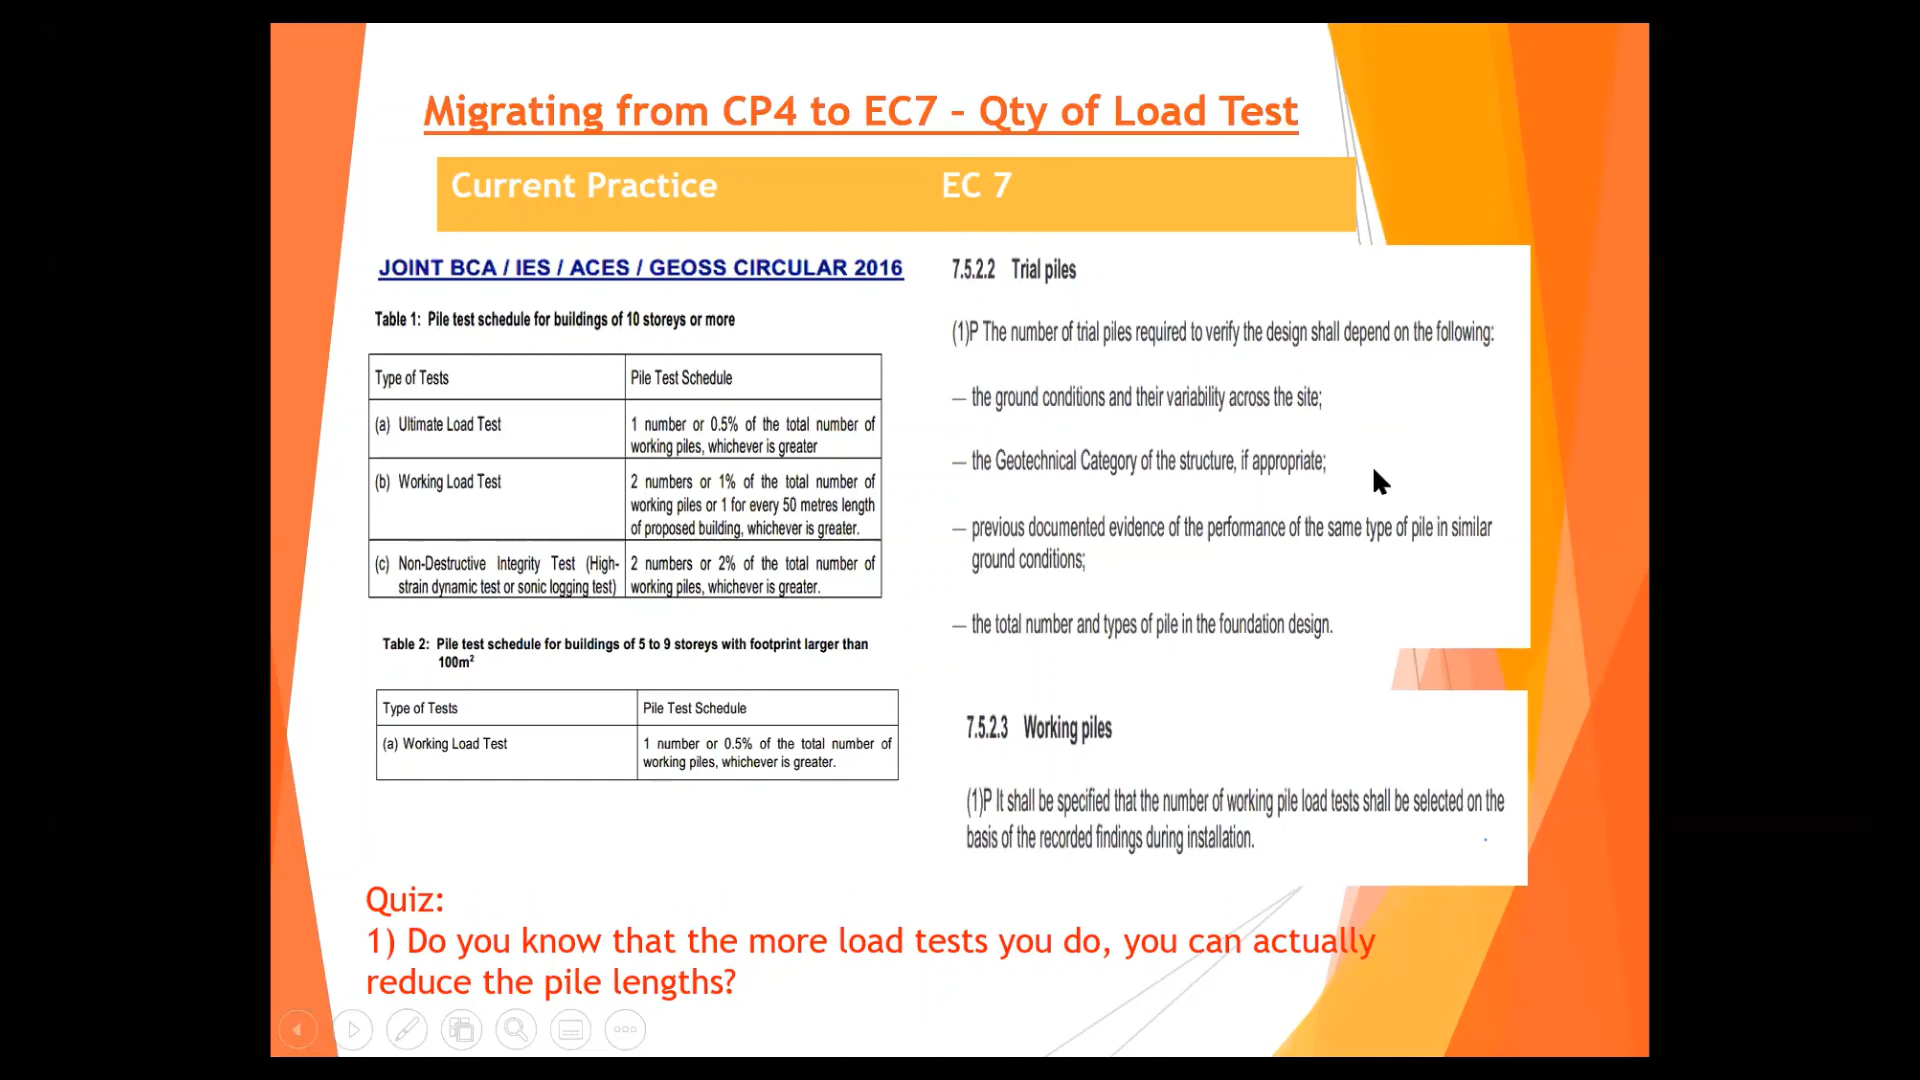 Migrating from CP4 to EC7 – Qty of Load Test
Current Practice
EC 7
JOINT BCA / IES / ACES / GEOSS CIRCULAR 2016
Table 1: Pile test schedule for buildings of 10 storeys or more
Type of Tests
Pile Test Schedule
(a) Ultimate Load Test
1 number or 0.5% of the total number of
working piles, whichever is greater
(b) Working Load Test
2 numbers or 1% of the total number of
working piles or 1 for every 50 metres length
of proposed building, whichever is greater.
(c) Non-Destructive Integrity Test (High-
strain dynamic test or sonic logging test)
2 numbers or 2% of the total number of
working piles, whichever is greater.
Table 2: Pile test schedule for buildings of 5 to 9 storeys with footprint larger than
100m²
Type of Tests
Pile Test Schedule
(a) Working Load Test
1 number or 0.5% of the total number of
working piles, whichever is greater.
7.5.2.2 Trial piles
(1)P The number of trial piles required to verify the design shall depend on the following:
— the ground conditions and their variability across the site;
— the Geotechnical Category of the structure, if appropriate;
— previous documented evidence of the performance of the same type of pile in similar
ground conditions;
— the total number and types of pile in the foundation design.
7.5.2.3 Working piles
(1)P It shall be specified that the number of working pile load tests shall be selected on the
basis of the recorded findings during installation.
Quiz:
1) Do you know that the more load tests you do, you can actually
reduce the pile lengths?